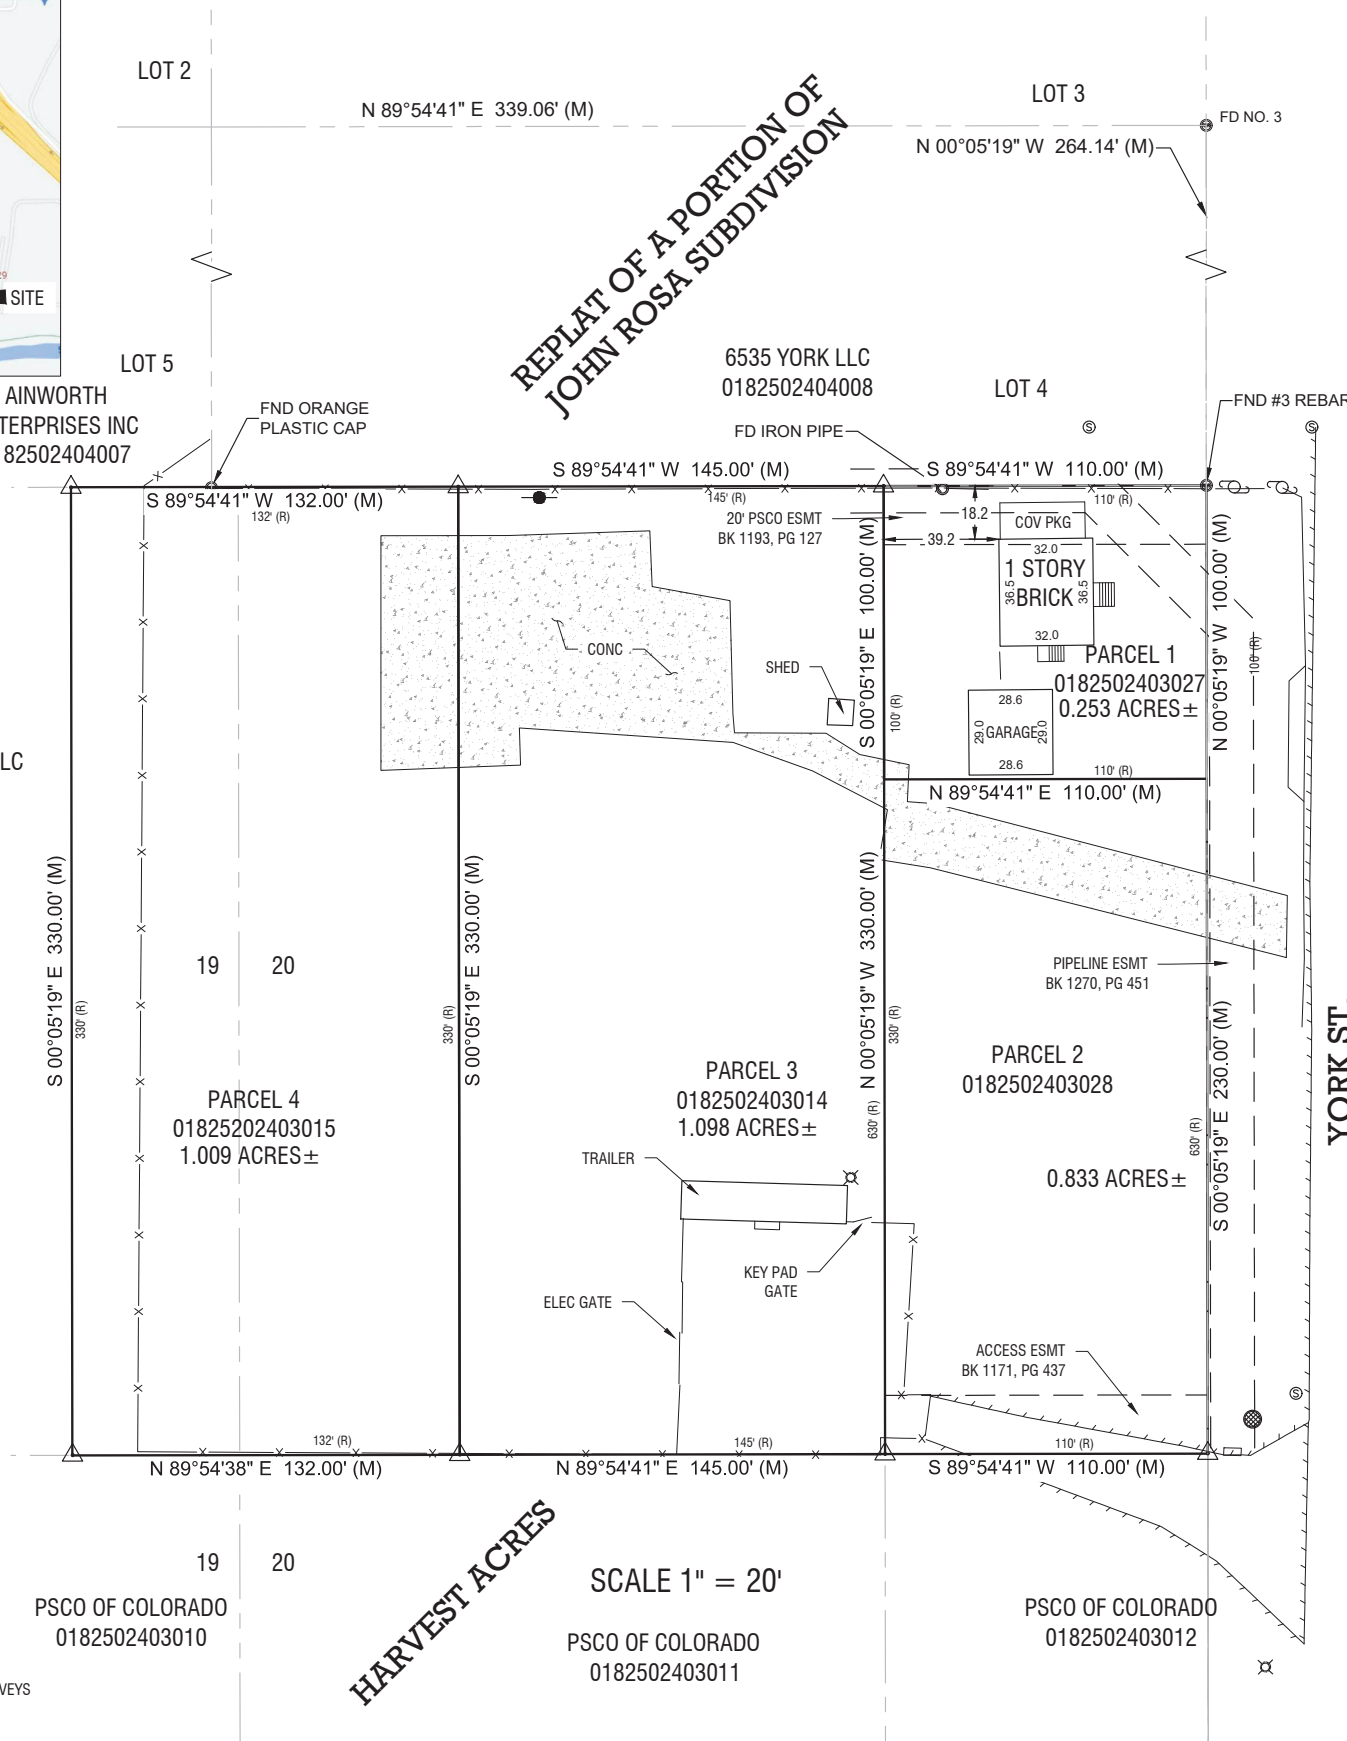 LOT 2
N 89°54'41" E 339.06' (M)
LOT 3
FD NO. 3
N 00°05'19" W 264.14' (M)
REPLAT OF A PORTION OF
JOHN ROSA SUBDIVISION
SITE
LOT 5
AINWORTH
TERPRISES INC
82502404007
FND ORANGE
PLASTIC CAP
6535 YORK LLC
0182502404008
LOT 4
FND #3 REBAR
FD IRON PIPE
S
S
S 89°54'41" W 132.00' (M)
132' (R)
S 89°54'41" W 145.00' (M)
145' (R)
S 89°54'41" W 110.00' (M)
110' (R)
20' PSCO ESMT
BK 1193, PG 127
18.2
39.2
COV PKG
32.0
1 STORY
BRICK
36.5
36.5
32.0
S 00°05'19" E 100.00' (M)
100' (R)
N 00°05'19" W 100.00' (M)
100' (R)
PARCEL 1
0182502403027
0.253 ACRES±
CONC
SHED
28.6
29.0
GARAGE
29.0
28.6
110' (R)
N 89°54'41" E 110.00' (M)
LC
S 00°05'19" E 330.00' (M)
330' (R)
19 20
330' (R)
S 00°05'19" E 330.00' (M)
N 00°05'19" W 330.00' (M)
330' (R)
630' (R)
PIPELINE ESMT
BK 1270, PG 451
PARCEL 2
0182502403028
0.833 ACRES±
630' (R)
S 00°05'19" E 230.00' (M)
YORK ST.
PARCEL 4
01825202403015
1.009 ACRES±
PARCEL 3
0182502403014
1.098 ACRES±
TRAILER
KEY PAD
GATE
ELEC GATE
ACCESS ESMT
BK 1171, PG 437
S
132' (R)
N 89°54'38" E 132.00' (M)
145' (R)
N 89°54'41" E 145.00' (M)
110' (R)
S 89°54'41" W 110.00' (M)
19 20
HARVEST ACRES
SCALE 1" = 20'
PSCO OF COLORADO
0182502403010
PSCO OF COLORADO
0182502403011
PSCO OF COLORADO
0182502403012
VEYS